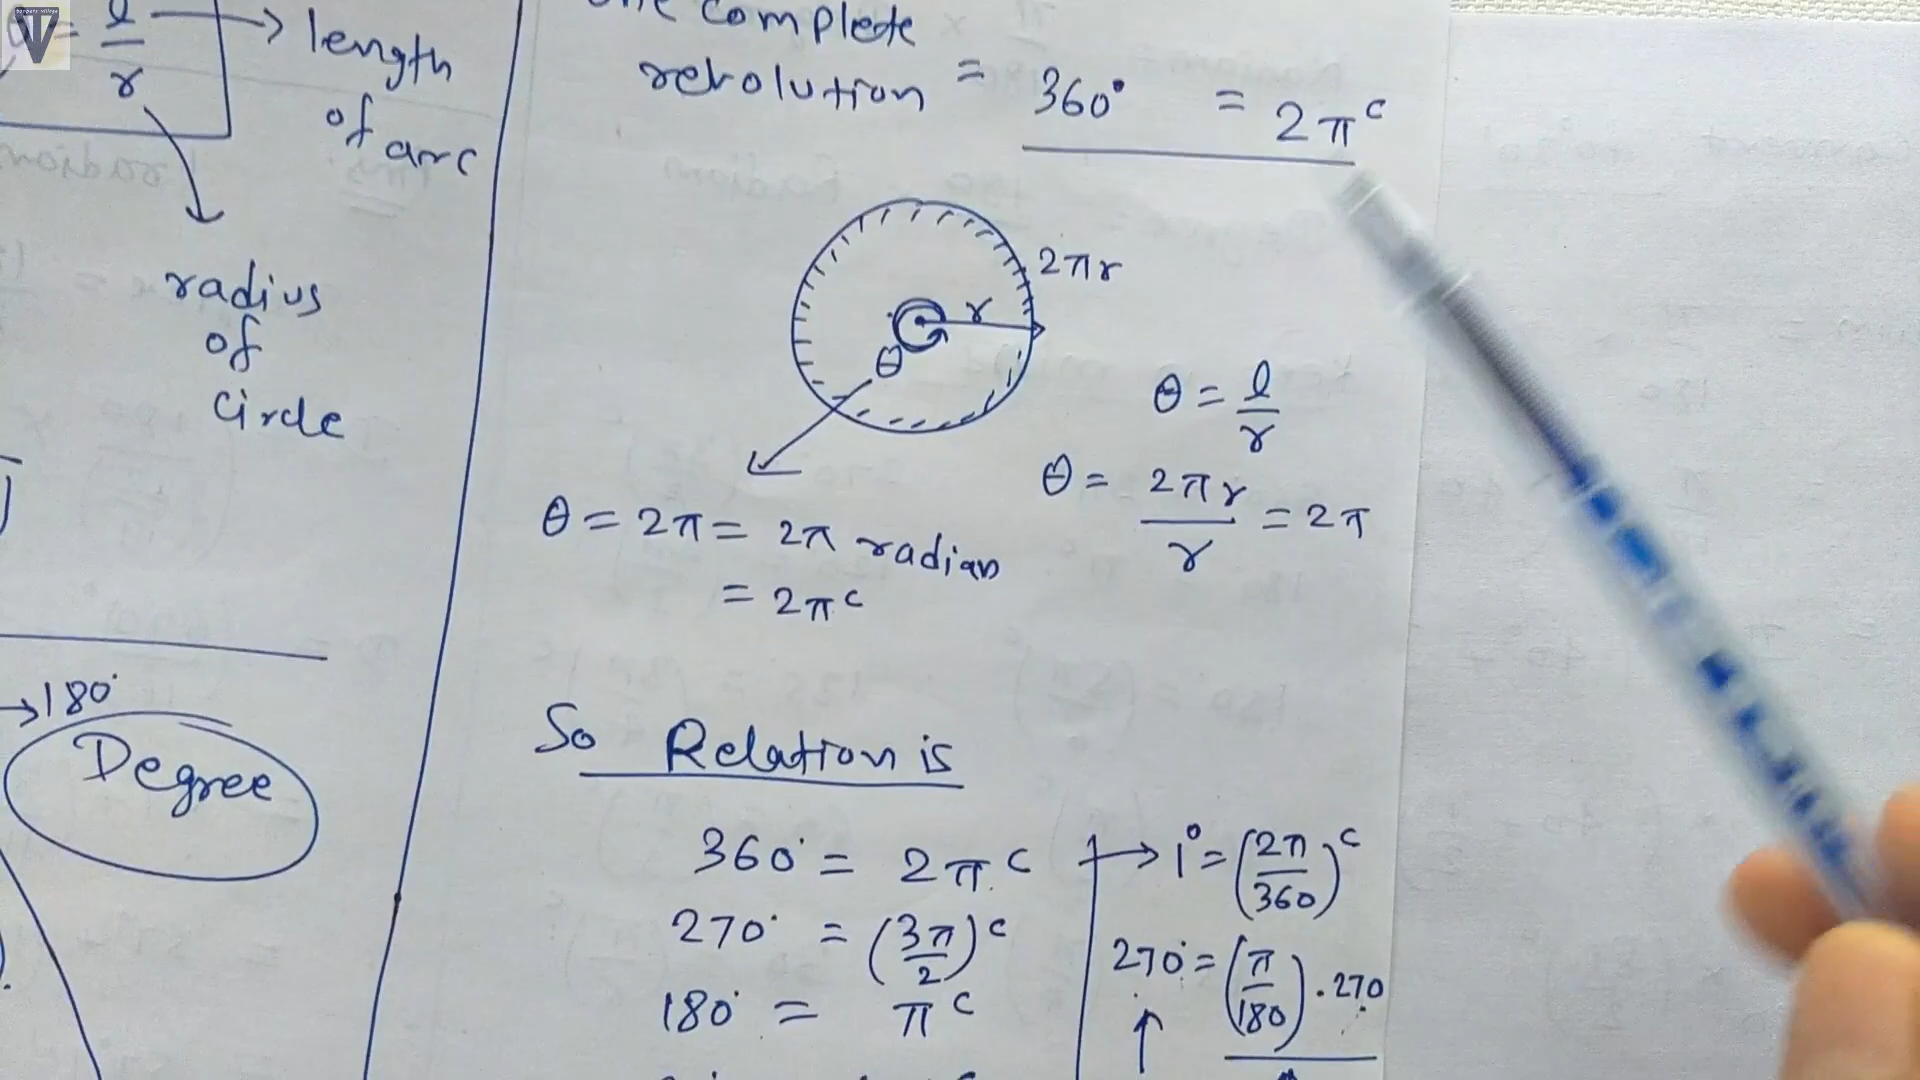 θ = l/r → length
of
arc
radius
of
circle
→ 180°
Degree
one complete
revolution = 360° = 2π^c
2πr
r
θ
θ = l/r
θ = 2πr/r = 2π
θ = 2π = 2π radian
= 2π^c
So Relation is
360° = 2π^c
270° = (3π/2)^c
180° = π^c
→ 1° = (2π/360)^c
270° = (π/180) . 270